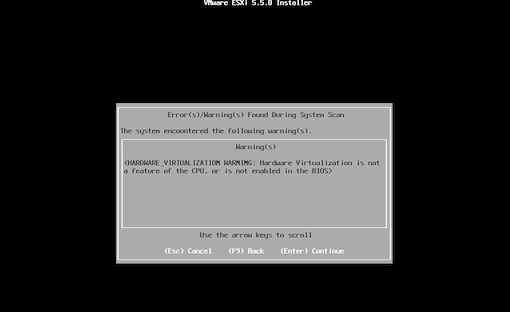 VMware ESXi 5.5.0 Installer
Error(s)/Warning(s) Found During System Scan
The system encountered the following warning(s).
Warning(s)
<HARDWARE_VIRTUALIZATION WARNING: Hardware Virtualization is not
a feature of the CPU, or is not enabled in the BIOS>
Use the arrow keys to scroll
(Esc) Cancel (F9) Back (Enter) Continue